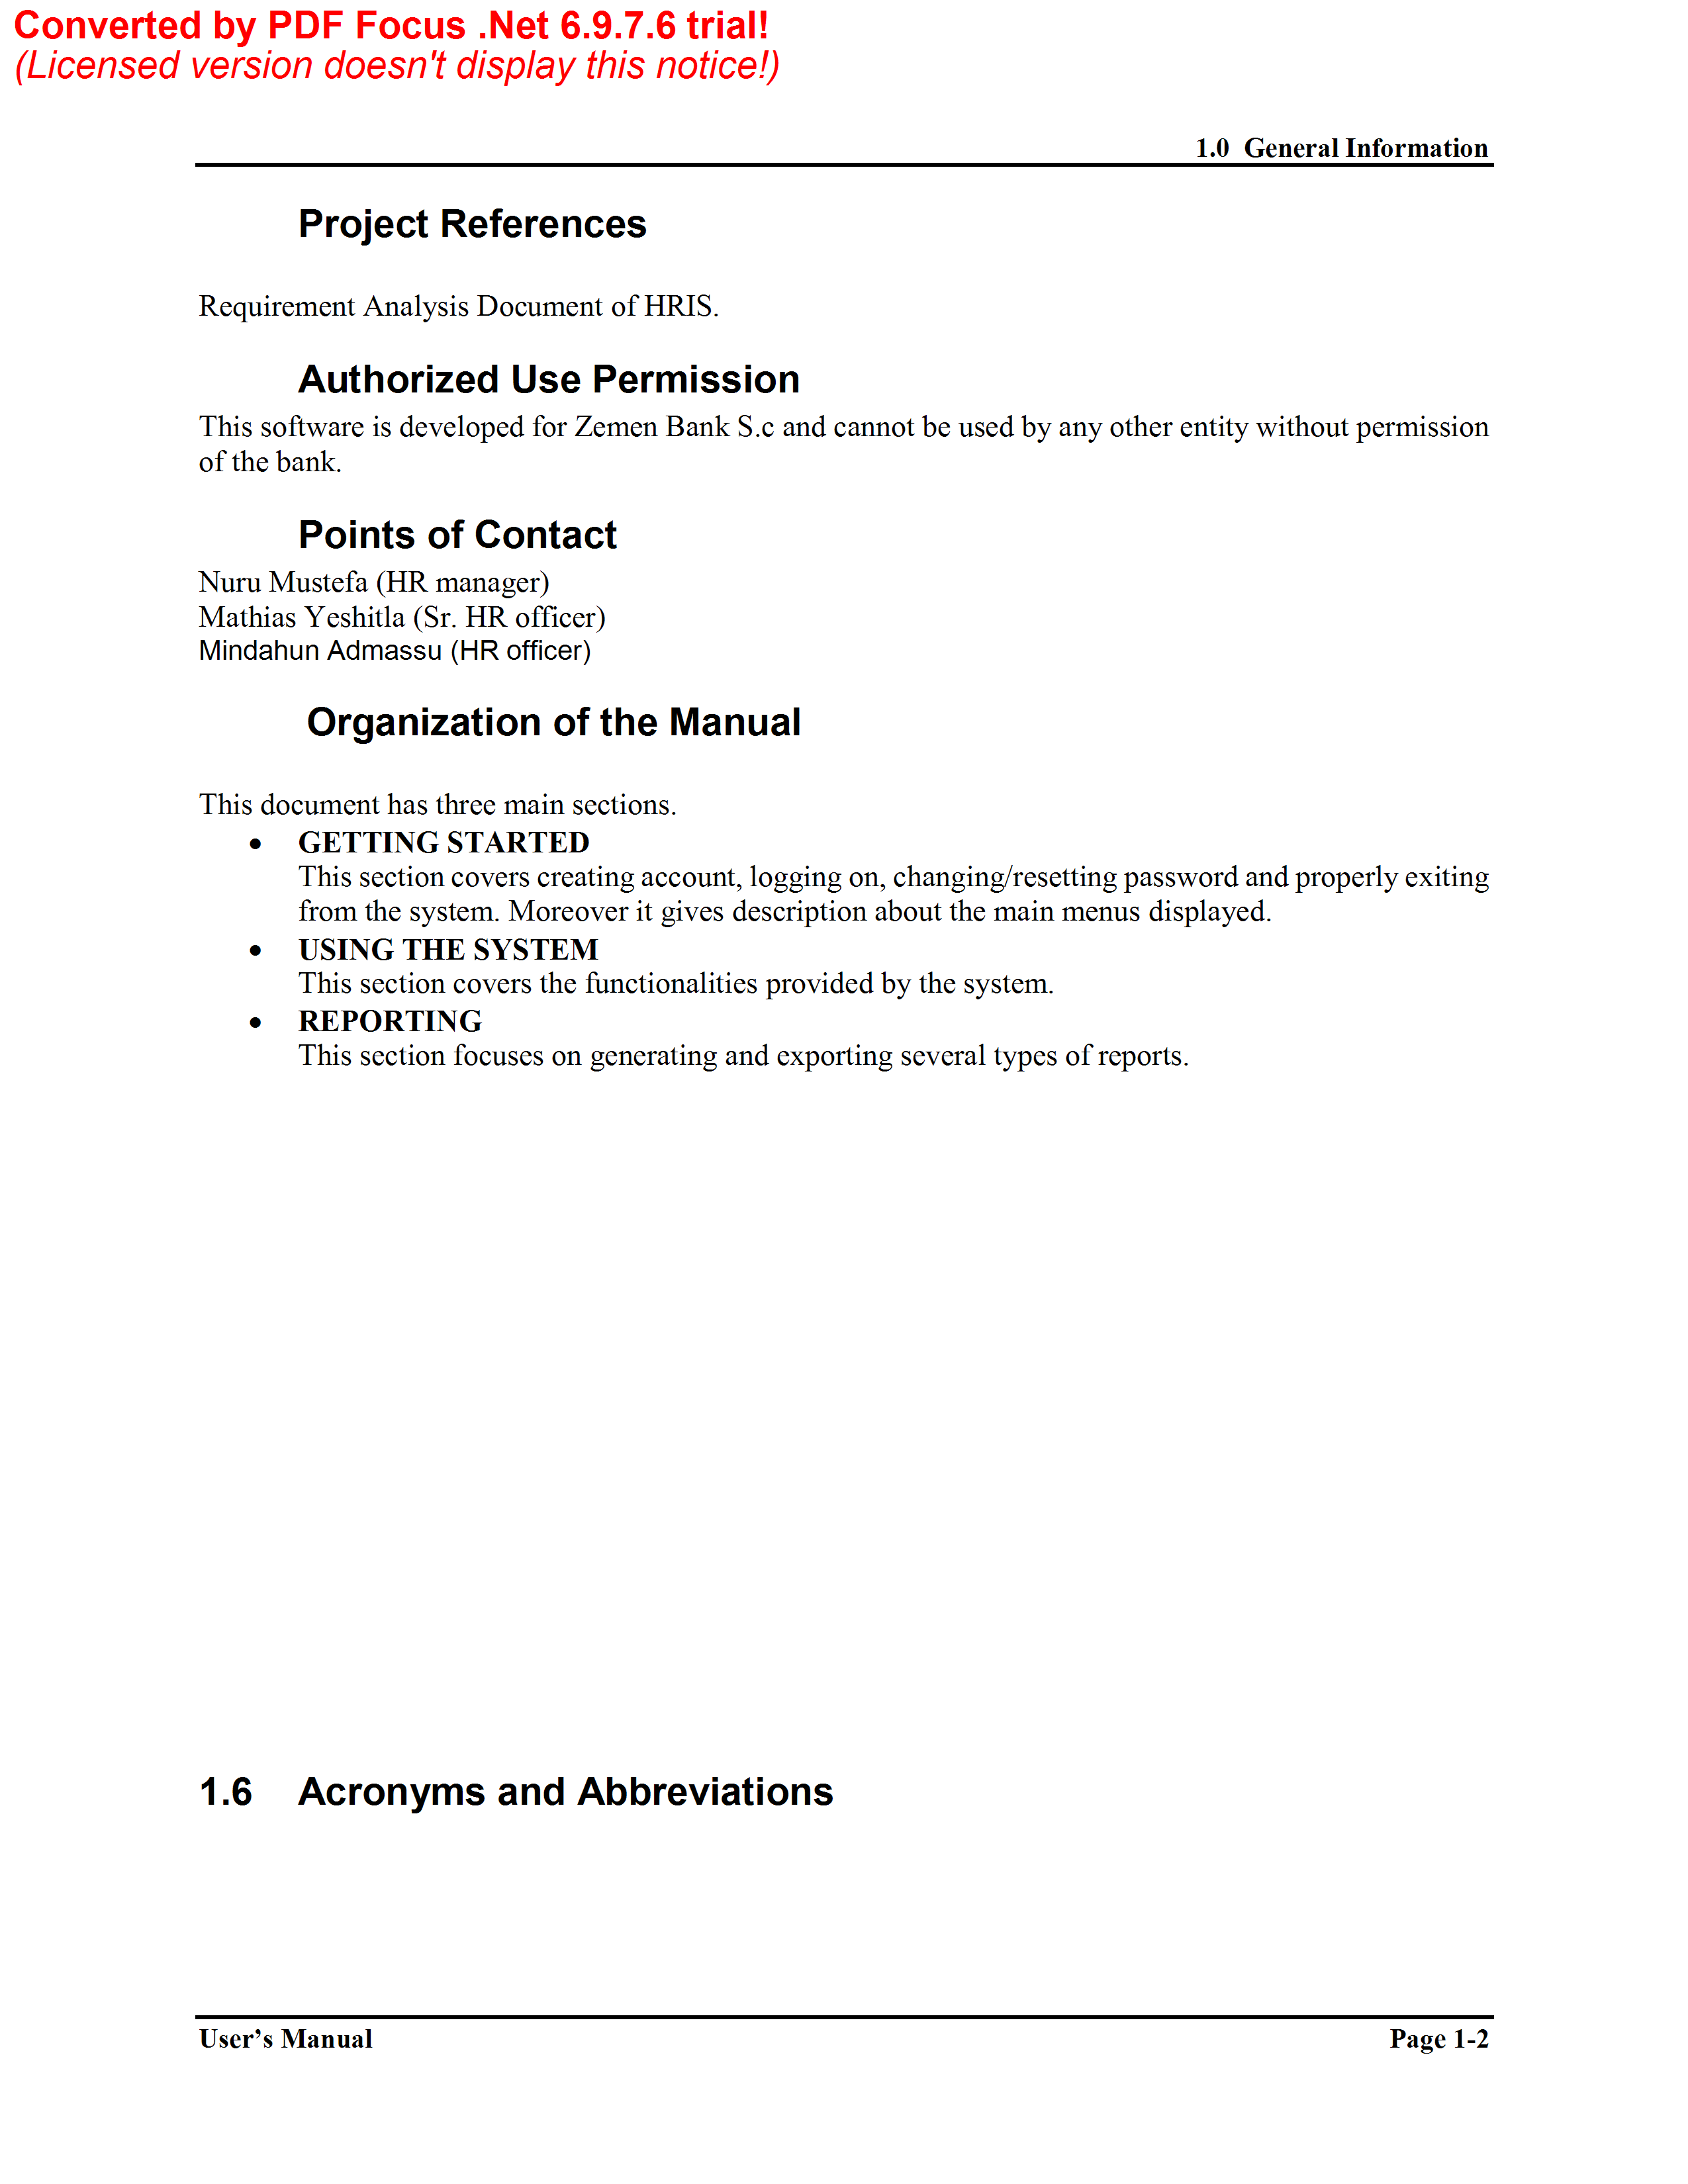 Converted by PDF Focus .Net 6.9.7.6 trial!
(Licensed version doesn't display this notice!)
1.0 General Information
Project References
Requirement Analysis Document of HRIS.
Authorized Use Permission
This software is developed for Zemen Bank S.c and cannot be used by any other entity without permission
of the bank.
Points of Contact
Nuru Mustefa (HR manager)
Mathias Yeshitla (Sr. HR officer)
Mindahun Admassu (HR officer)
Organization of the Manual
This document has three main sections.
• GETTING STARTED
This section covers creating account, logging on, changing/resetting password and properly exiting
from the system. Moreover it gives description about the main menus displayed.
• USING THE SYSTEM
This section covers the functionalities provided by the system.
• REPORTING
This section focuses on generating and exporting several types of reports.
1.6 Acronyms and Abbreviations
User’s Manual
Page 1-2